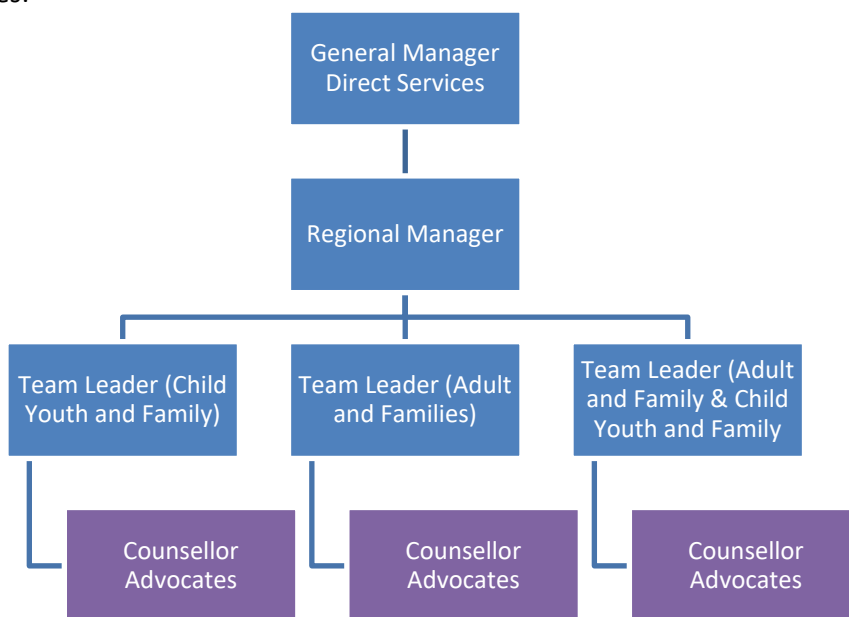 General Manager
Direct Services
Regional Manager
Team Leader (Child
Youth and Family)
Team Leader (Adult
and Families)
Team Leader (Adult
and Family & Child
Youth and Family
Counsellor
Advocates
Counsellor
Advocates
Counsellor
Advocates